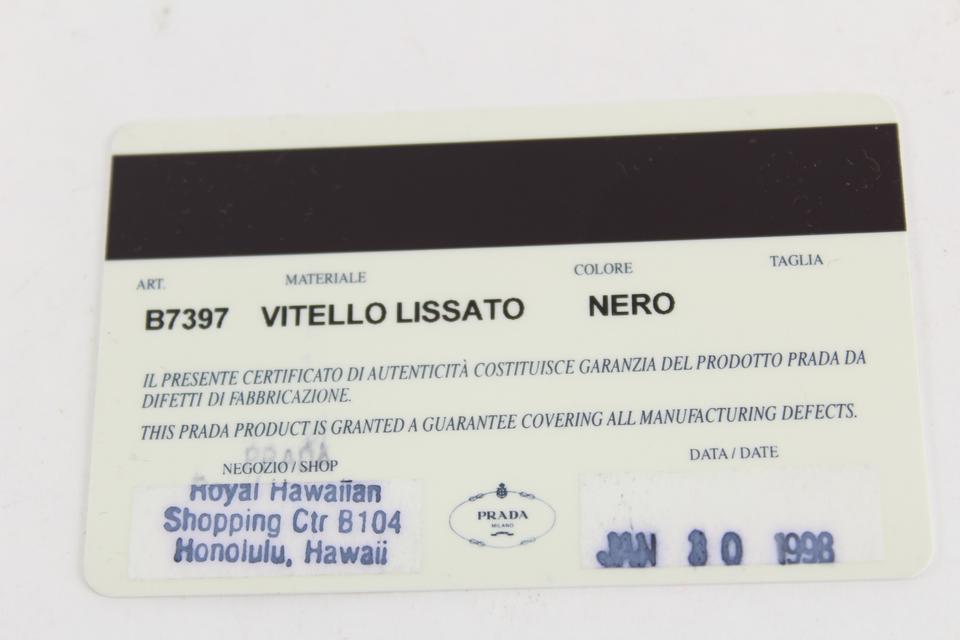 ART. MATERIALE COLORE TAGLIA
B7397 VITELLO LISSATO NERO
IL PRESENTE CERTIFICATO DI AUTENTICITÀ COSTITUISCE GARANZIA DEL PRODOTTO PRADA DA
DIFETTI DI FABBRICAZIONE.
THIS PRADA PRODUCT IS GRANTED A GUARANTEE COVERING ALL MANUFACTURING DEFECTS.
PRADA
NEGOZIO / SHOP
Royal Hawaiian
Shopping Ctr B104
Honolulu, Hawaii
PRADA
MILANO
DATA / DATE
JAN 30 1998